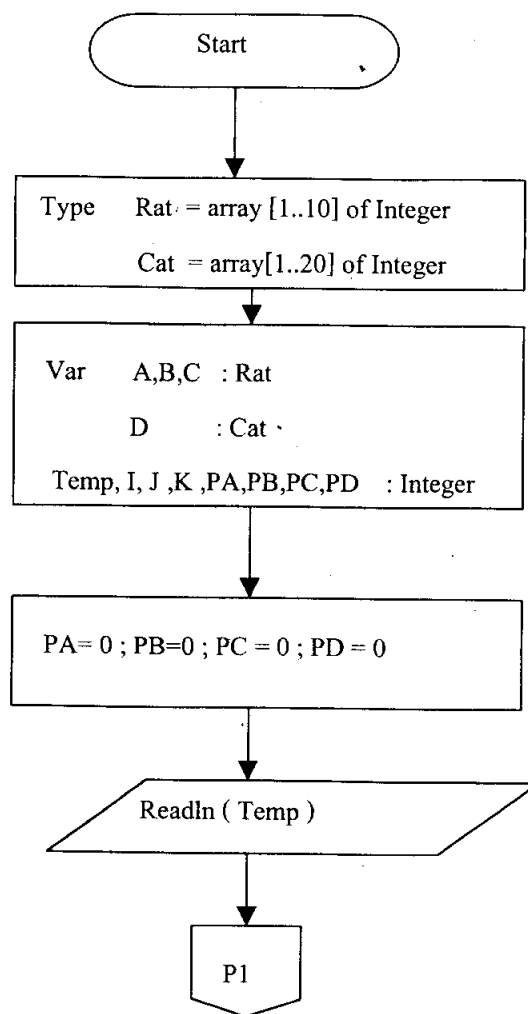 Start
Type Rat = array [1..10] of Integer
Cat = array[1..20] of Integer
Var A,B,C : Rat
D : Cat
Temp, I, J ,K ,PA,PB,PC,PD : Integer
PA= 0 ; PB=0 ; PC = 0 ; PD = 0
Readln ( Temp )
P1